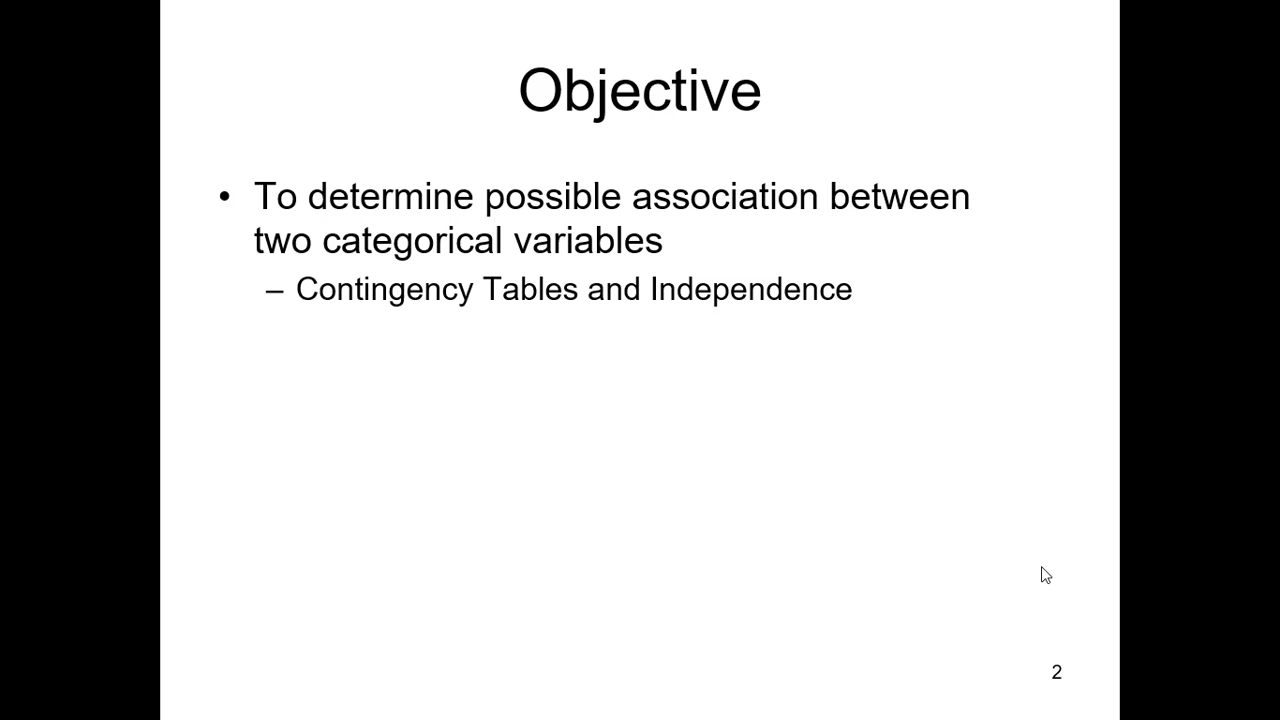 Objective
• To determine possible association between
two categorical variables
– Contingency Tables and Independence
2